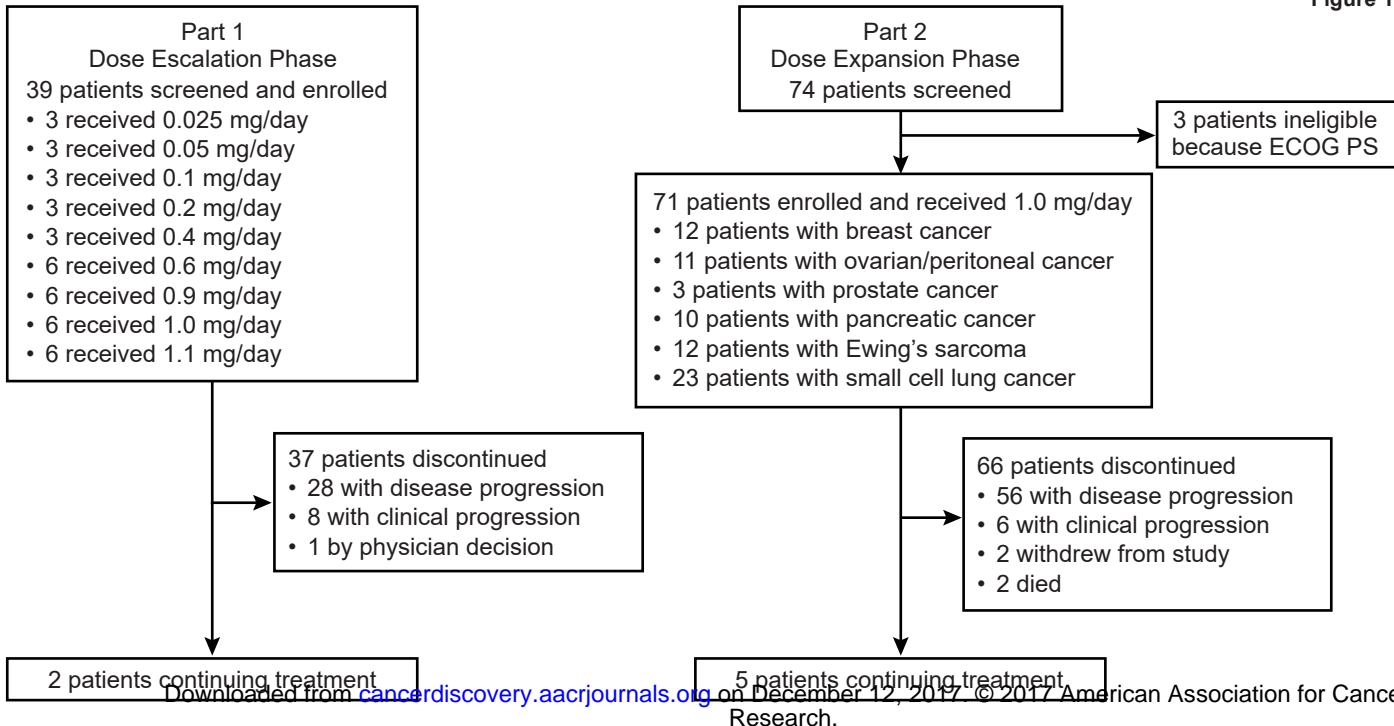 Figure 1
Part 1
Dose Escalation Phase
39 patients screened and enrolled
• 3 received 0.025 mg/day
• 3 received 0.05 mg/day
• 3 received 0.1 mg/day
• 3 received 0.2 mg/day
• 3 received 0.4 mg/day
• 6 received 0.6 mg/day
• 6 received 0.9 mg/day
• 6 received 1.0 mg/day
• 6 received 1.1 mg/day
37 patients discontinued
• 28 with disease progression
• 8 with clinical progression
• 1 by physician decision
2 patients continuing treatment
Part 2
Dose Expansion Phase
74 patients screened
3 patients ineligible
because ECOG PS
71 patients enrolled and received 1.0 mg/day
• 12 patients with breast cancer
• 11 patients with ovarian/peritoneal cancer
• 3 patients with prostate cancer
• 10 patients with pancreatic cancer
• 12 patients with Ewing's sarcoma
• 23 patients with small cell lung cancer
66 patients discontinued
• 56 with disease progression
• 6 with clinical progression
• 2 withdrew from study
• 2 died
5 patients continuing treatment
Downloaded from cancerdiscovery.aacrjournals.org on December 12, 2017. © 2017 American Association for Cance
Research.